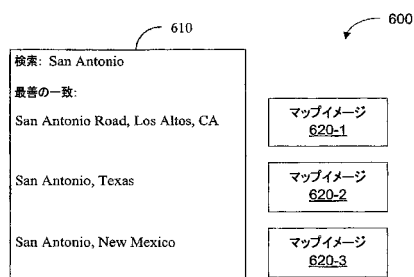 600
610
検索: San Antonio
最善の一致:
San Antonio Road, Los Altos, CA
マップイメージ
620-1
San Antonio, Texas
マップイメージ
620-2
San Antonio, New Mexico
マップイメージ
620-3